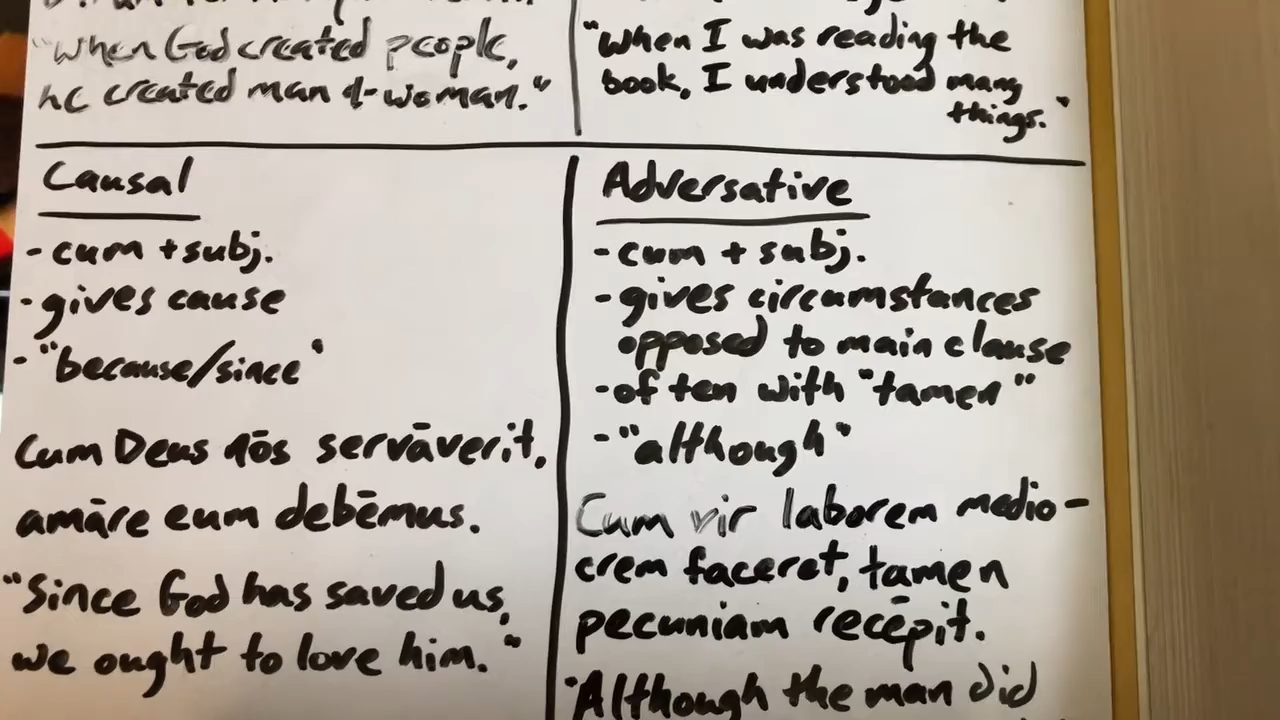 "when God created people,
he created man & woman."
"When I was reading the
book, I understood many
things."
Causal
- cum + subj.
- gives cause
- "because/since"
Cum Deus nōs servāverit,
amāre eum debēmus.
"Since God has saved us,
we ought to love him."
Adversative
- cum + subj.
- gives circumstances
opposed to main clause
- often with "tamen"
- "although"
Cum vir laborem medio-
crem faceret, tamen
pecuniam recēpit.
"Although the man did